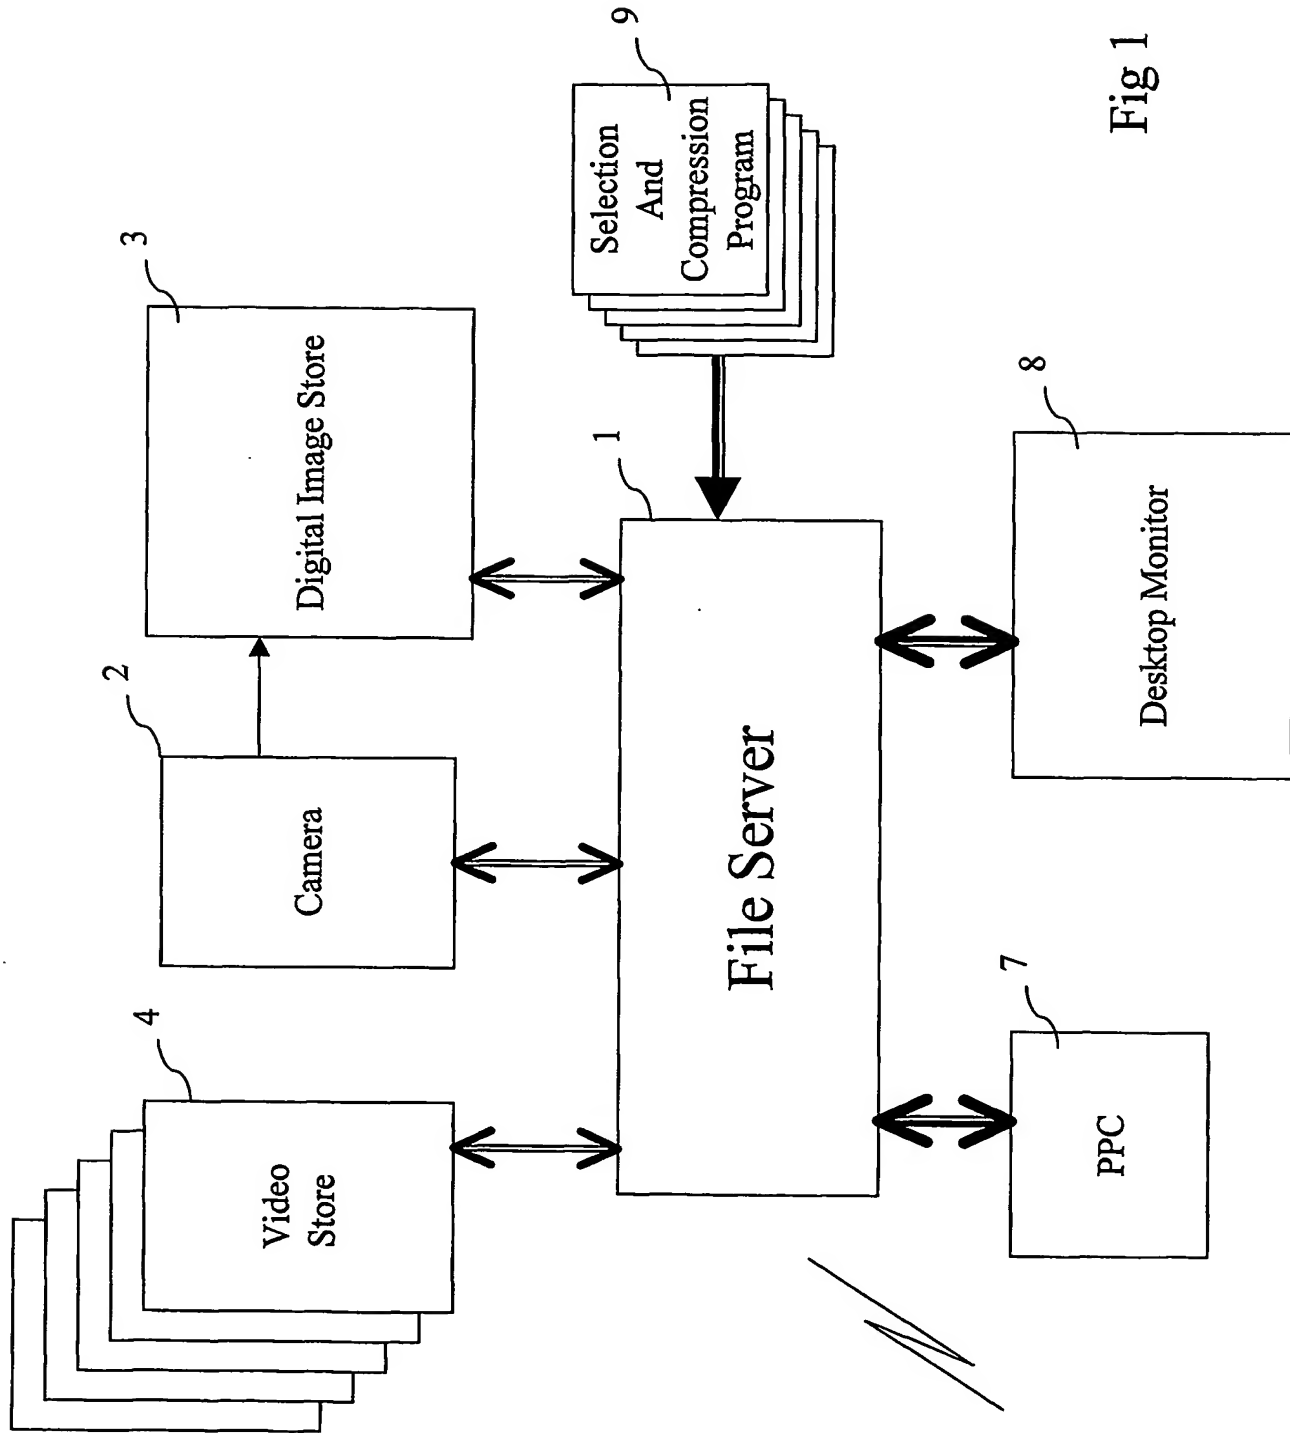 4
Video
Store
2
Camera
3
Digital Image Store
1
File Server
9
Selection
And
Compression
Program
7
PPC
8
Desktop Monitor
Fig 1